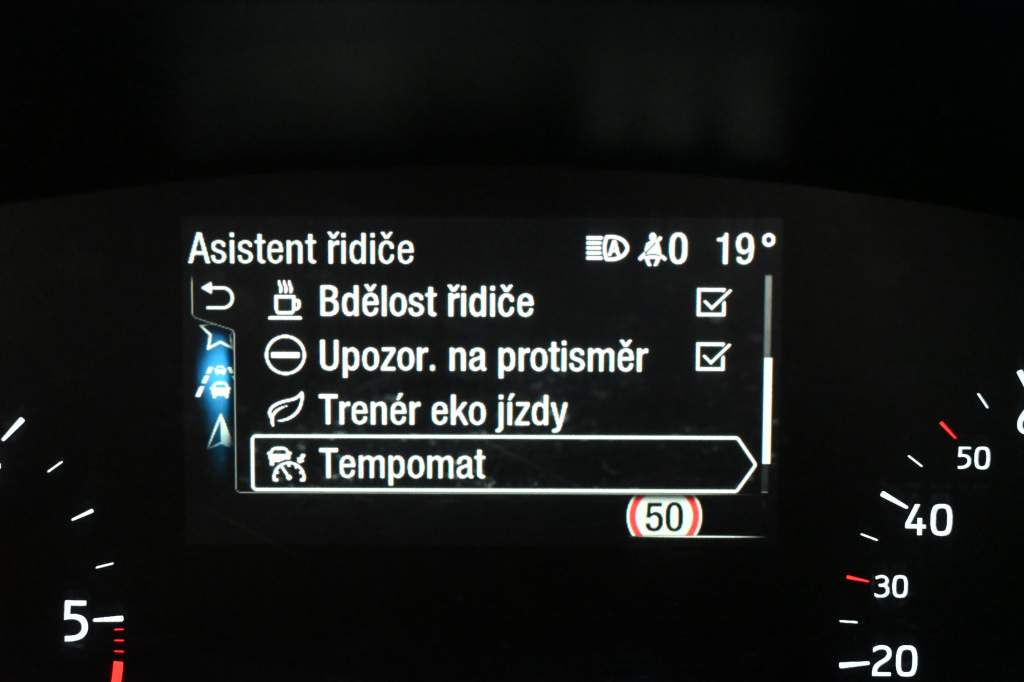 Asistent řidiče 0 19°
Bdělost řidiče
Upozor. na protisměr
Trenér eko jízdy
Tempomat
50
50
40
30
20
5